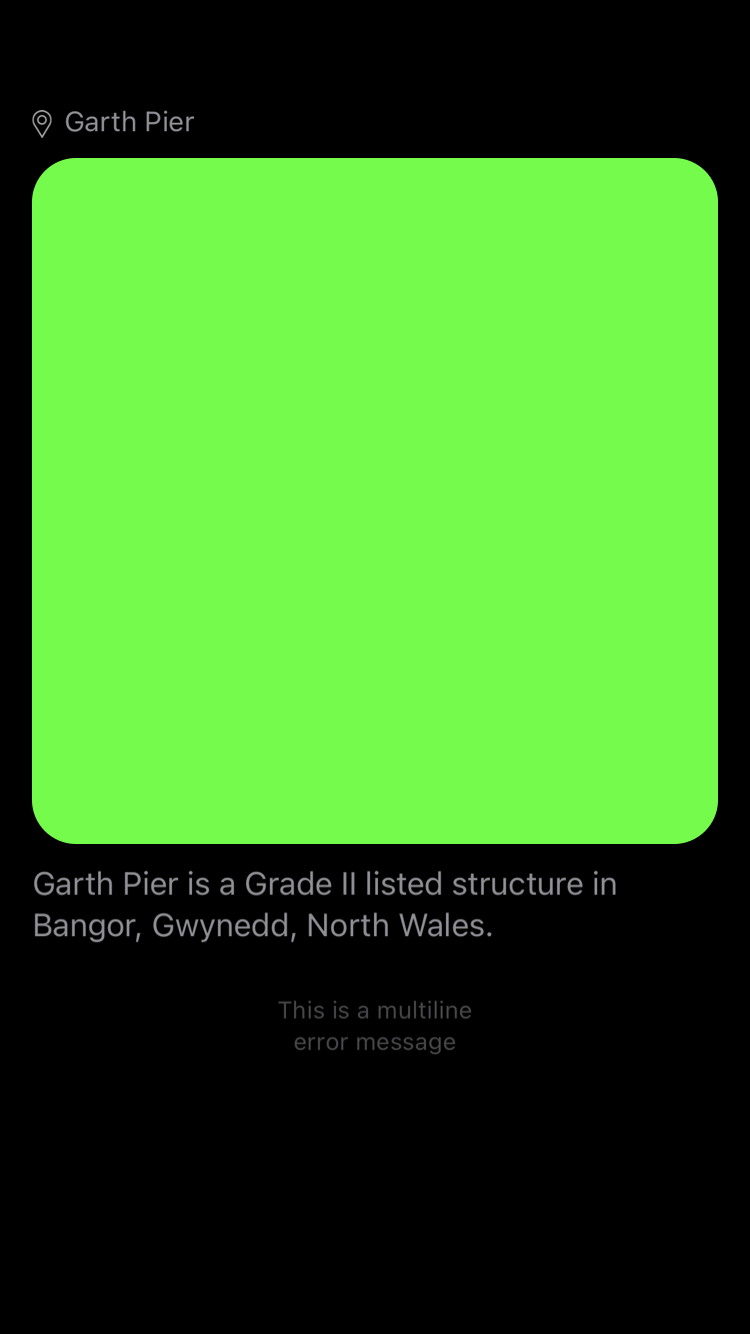 Garth Pier
Garth Pier is a Grade II listed structure in
Bangor, Gwynedd, North Wales.
This is a multiline
error message